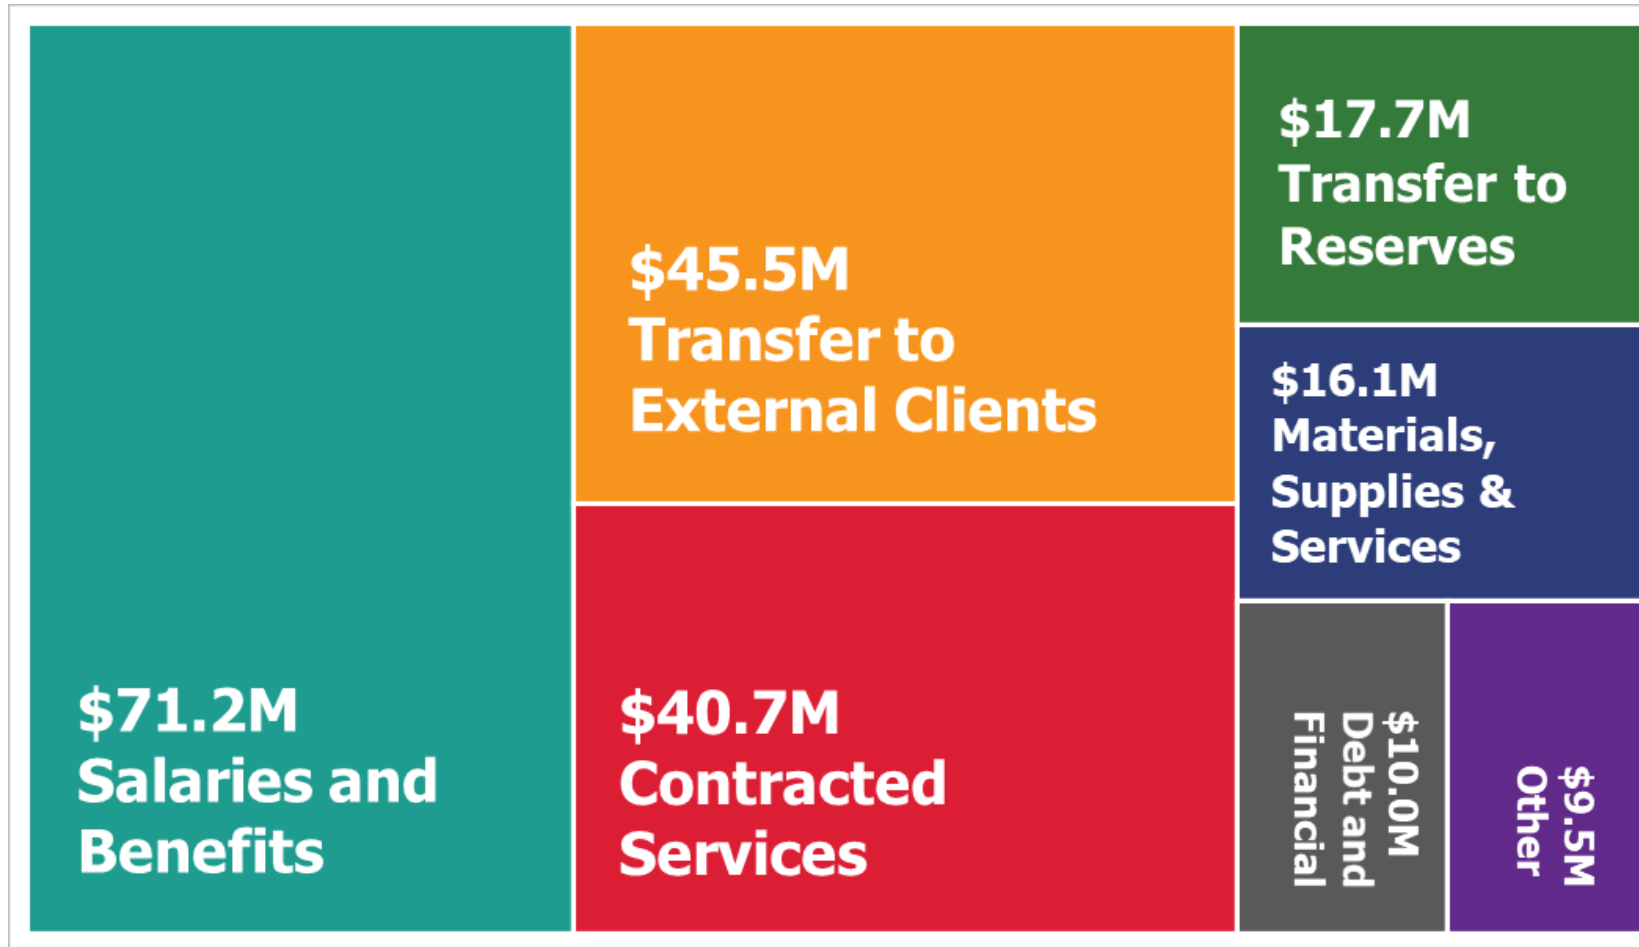 $71.2M
Salaries and
Benefits
$45.5M
Transfer to
External Clients
$40.7M
Contracted
Services
$17.7M
Transfer to
Reserves
$16.1M
Materials,
Supplies &
Services
$10.0M
Debt and
Financial
$9.5M
Other